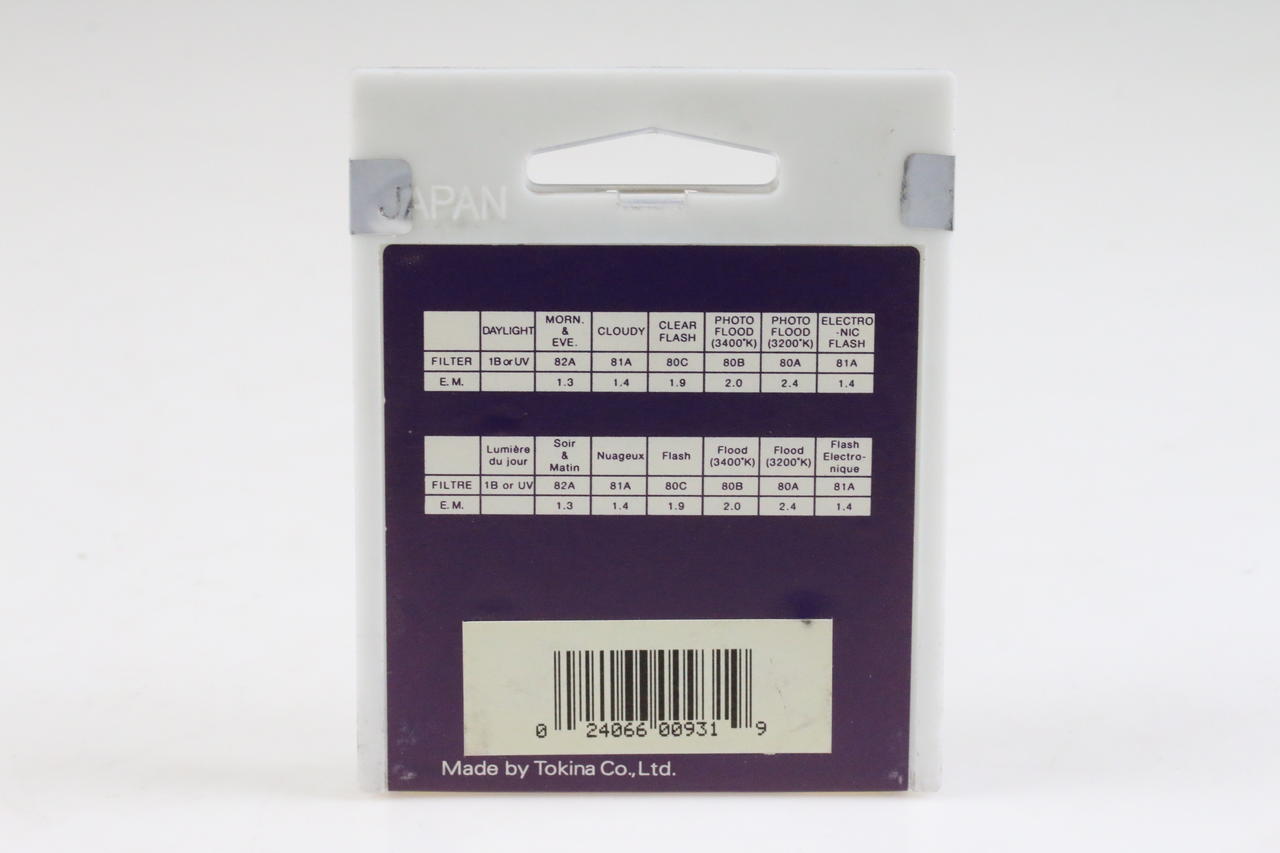 JAPAN
DAYLIGHT MORN. & EVE. CLOUDY CLEAR FLASH PHOTO FLOOD (3400°K) PHOTO FLOOD (3200°K) ELECTRO-NIC FLASH
FILTER 1B or UV 82A 81A 80C 80B 80A 81A
E.M. 1.3 1.4 1.9 2.0 2.4 1.4
Lumière du jour Soir & Matin Nuageux Flash Flood (3400°K) Flood (3200°K) Flash Electro-nique
FILTRE 1B or UV 82A 81A 80C 80B 80A 81A
E.M. 1.3 1.4 1.9 2.0 2.4 1.4
0 24066 00931 9
Made by Tokina Co., Ltd.